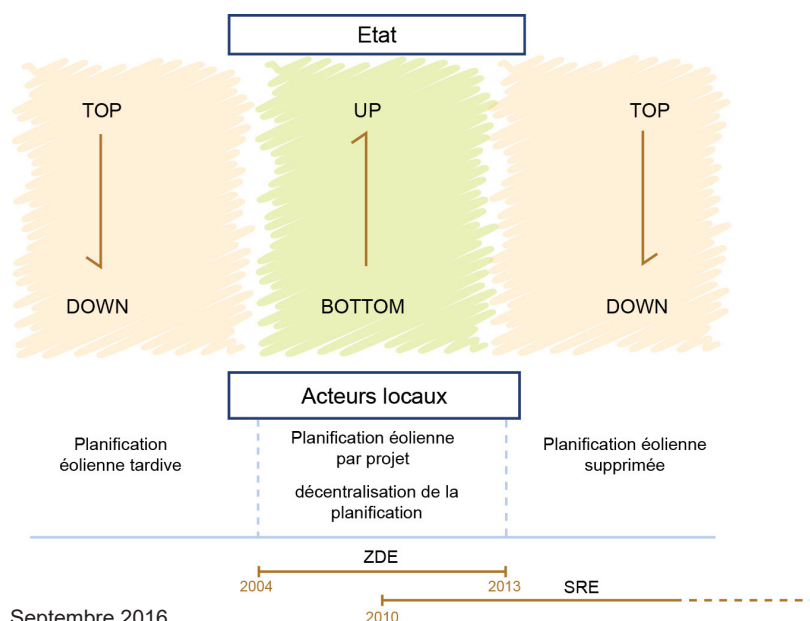 Etat
TOP
UP
TOP
DOWN
BOTTOM
DOWN
Acteurs locaux
Planification
éolienne tardive
Planification éolienne
par projet
décentralisation de la
planification
Planification éolienne
supprimée
ZDE
2004
2013
SRE
2010
Septembre 2016